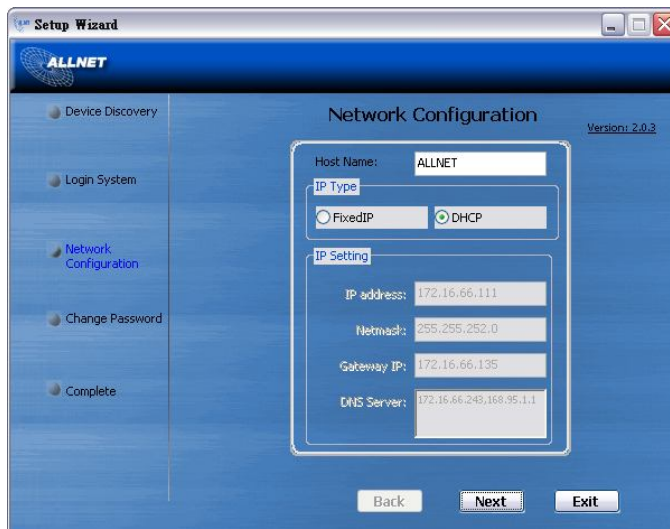 Setup Wizard
ALLNET
Device Discovery
Login System
Network
Configuration
Change Password
Complete
Network Configuration
Version: 2.0.3
Host Name: ALLNET
IP Type
FixedIP DHCP
IP Setting
IP address: 172.16.66.111
Netmask: 255.255.252.0
Gateway IP: 172.16.66.135
DNS Server: 172.16.66.243,168.95.1.1
Back Next Exit